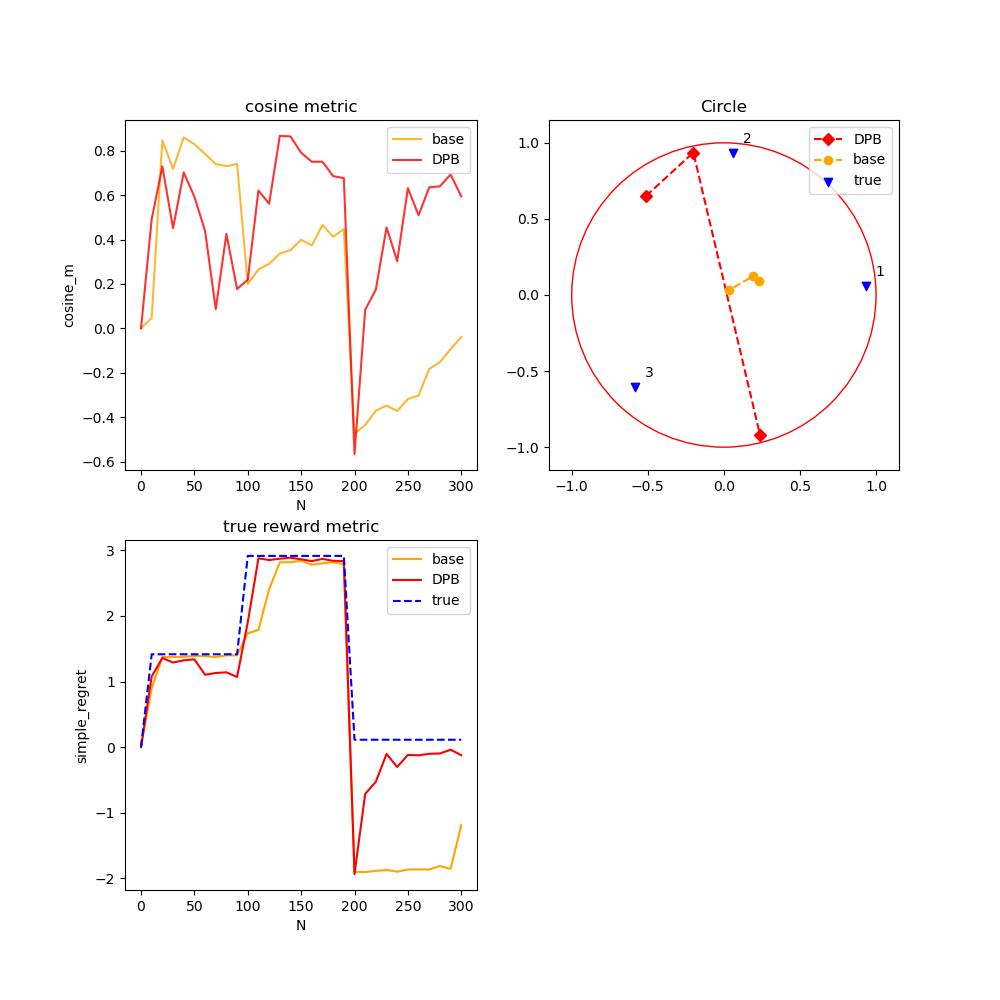 cosine metric
base
DPB
0.8
0.6
0.4
0.2
0.0
−0.2
−0.4
−0.6
cosine_m
0 50 100 150 200 250 300
N
Circle
DPB
base
true
2
1
3
1.0
0.5
0.0
−0.5
−1.0
−1.0 −0.5 0.0 0.5 1.0
true reward metric
base
DPB
true
3
2
1
0
−1
−2
simple_regret
0 50 100 150 200 250 300
N